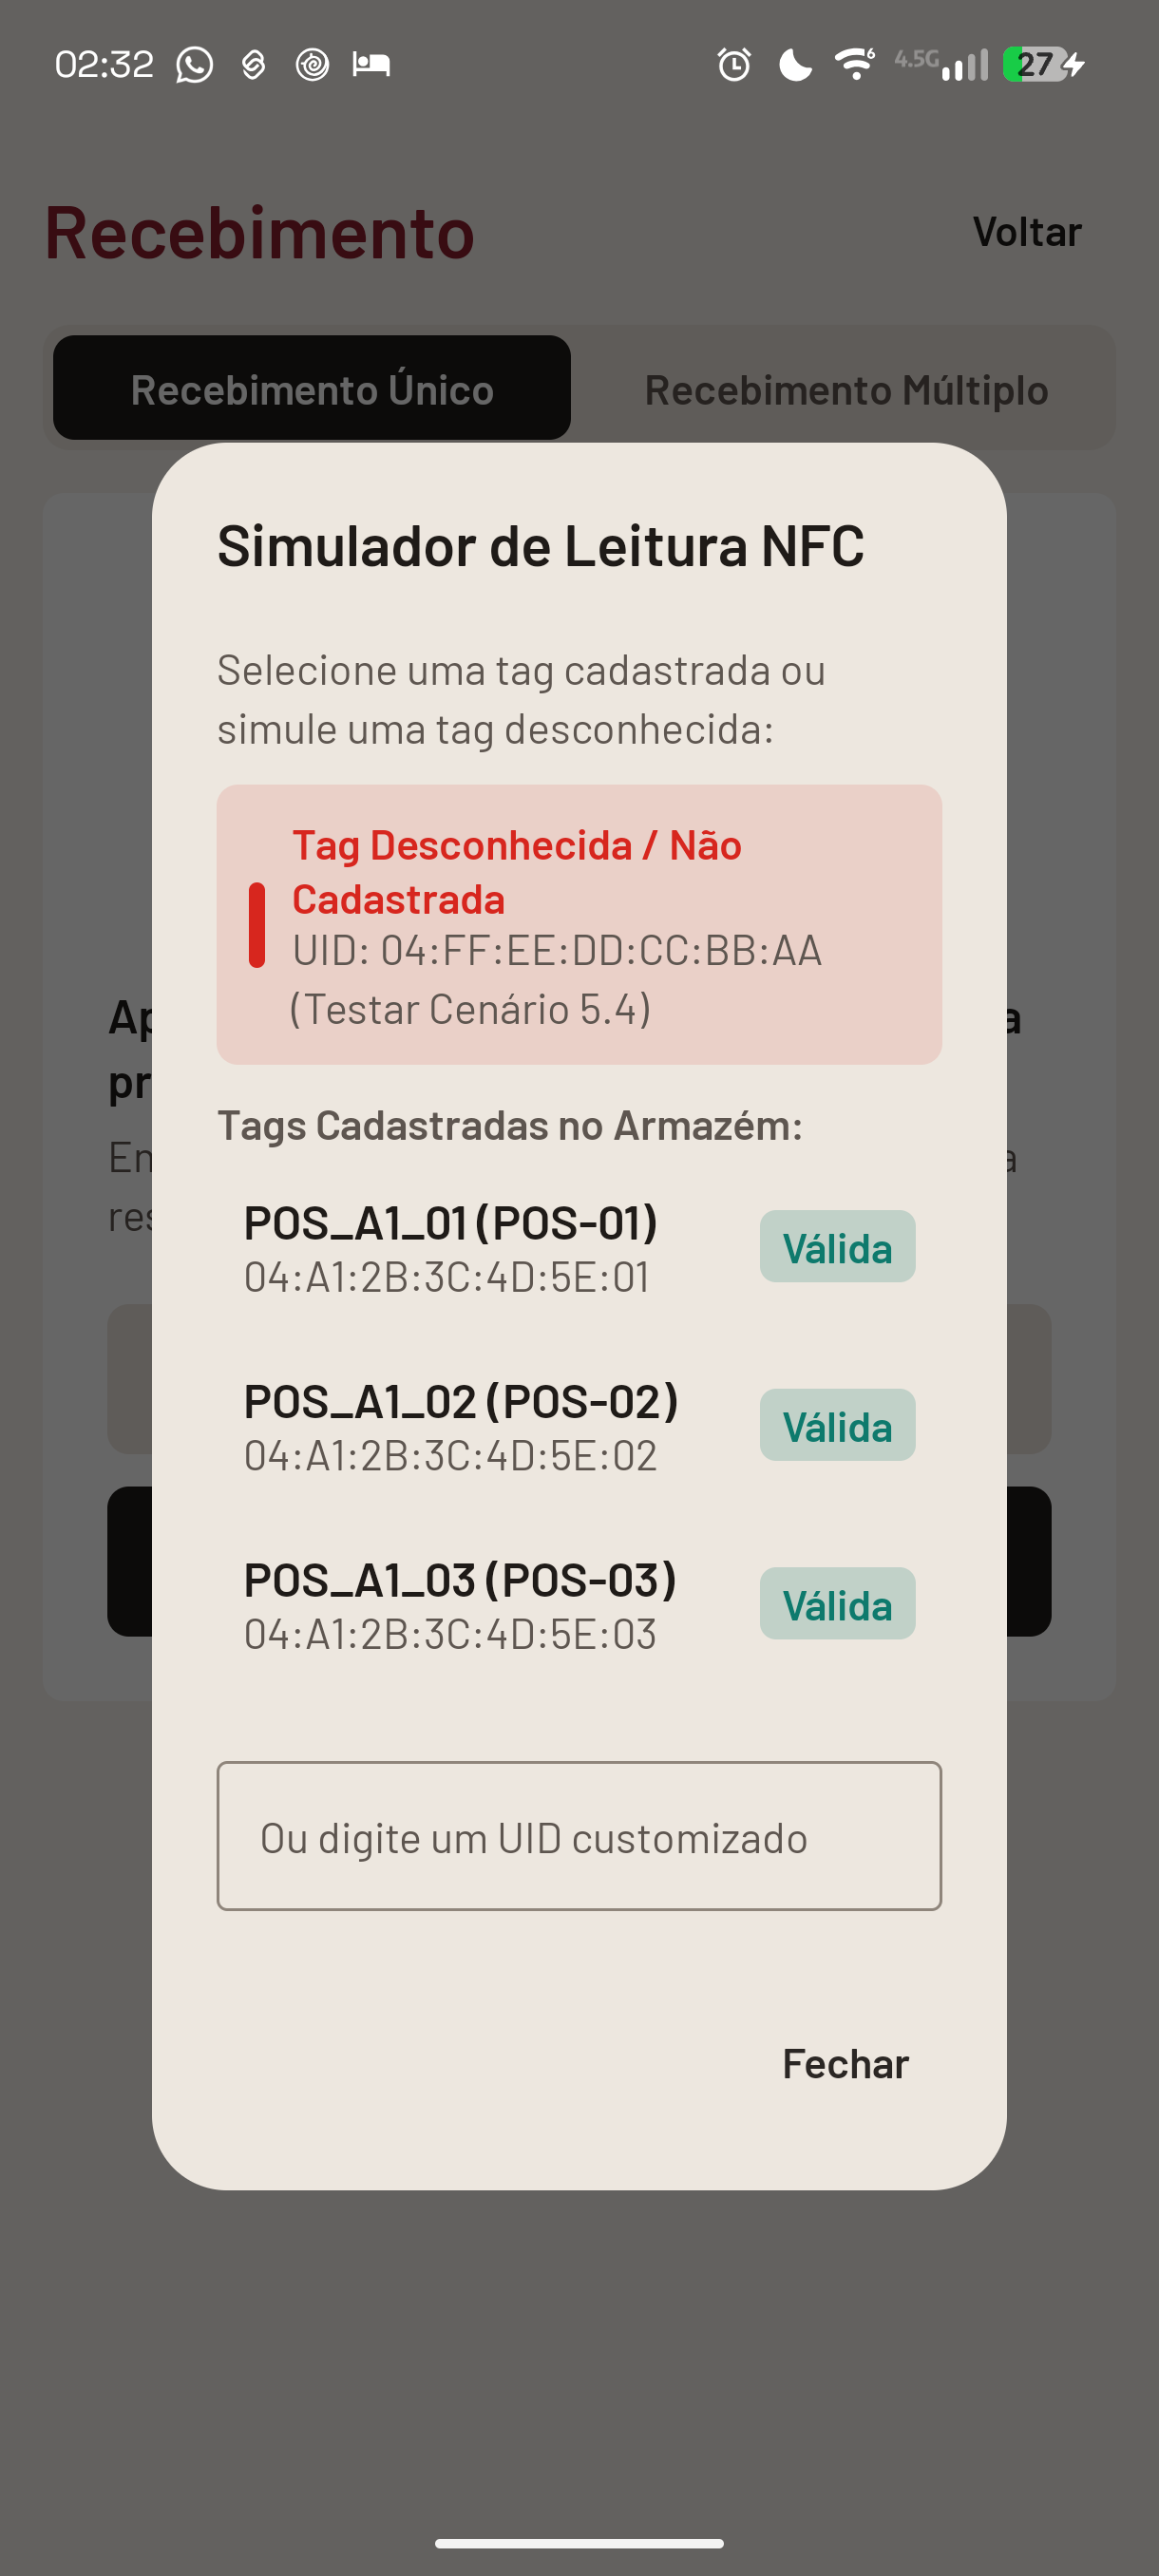 02:32
4.5G
27
Recebimento
Voltar
Recebimento Único
Recebimento Múltiplo
Simulador de Leitura NFC
Selecione uma tag cadastrada ou
simule uma tag desconhecida:
Tag Desconhecida / Não
Cadastrada
UID: 04:FF:EE:DD:CC:BB:AA
(Testar Cenário 5.4)
Tags Cadastradas no Armazém:
POS_A1_01 (POS-01)
04:A1:2B:3C:4D:5E:01
Válida
POS_A1_02 (POS-02)
04:A1:2B:3C:4D:5E:02
Válida
POS_A1_03 (POS-03)
04:A1:2B:3C:4D:5E:03
Válida
Ou digite um UID customizado
Fechar